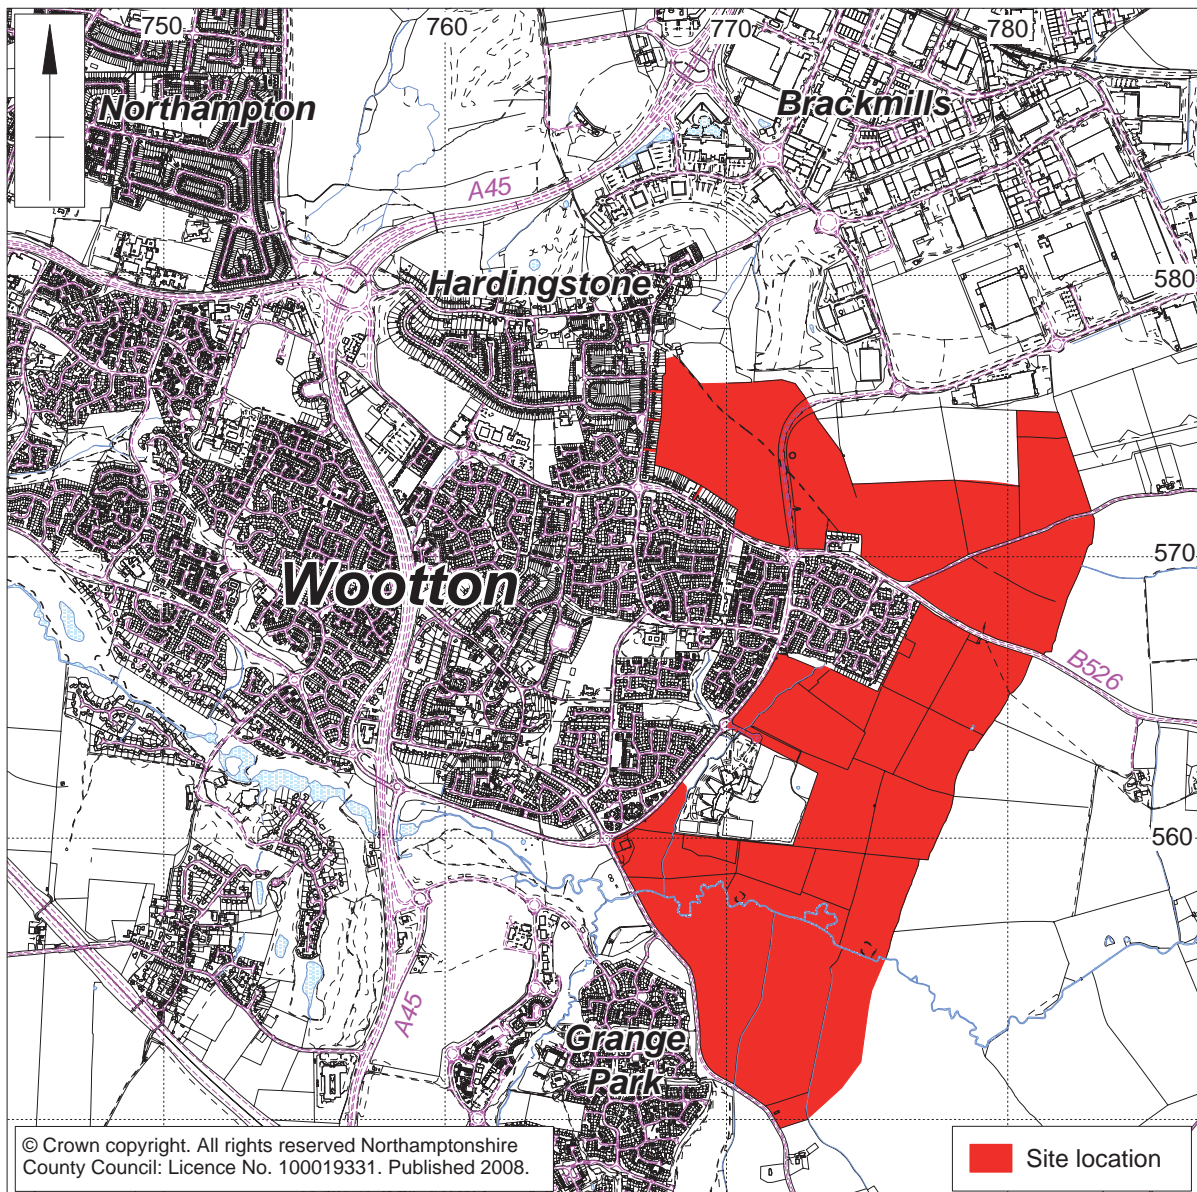 750
760
770
780
Northampton
Brackmills
A45
Hardingstone
580
Wootton
570
B526
560
A45
Grange
Park
© Crown copyright. All rights reserved Northamptonshire
County Council: Licence No. 100019331. Published 2008.
Site location